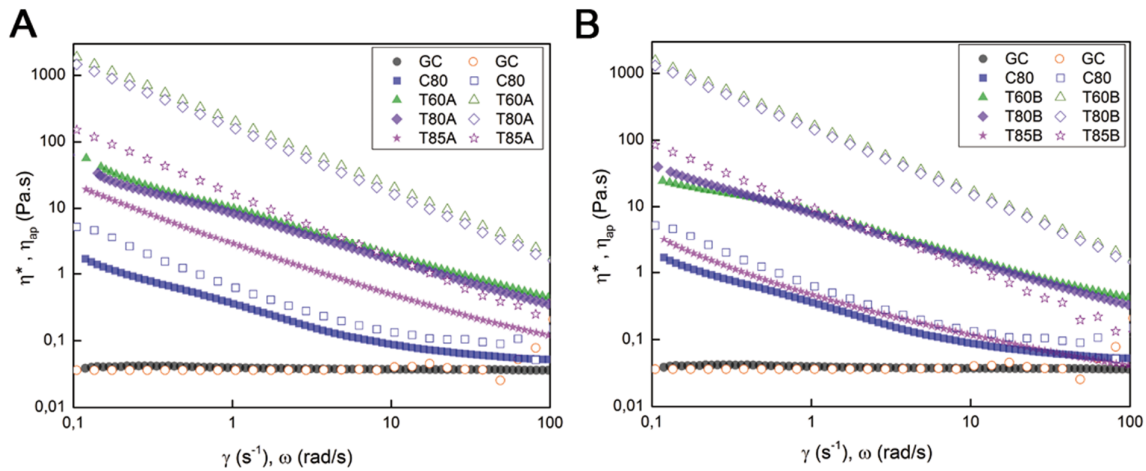 A
η* , ηap (Pa.s)
1000
100
10
1
0,1
0,01
GC GC
C80 C80
T60A T60A
T80A T80A
T85A T85A
0,1 1 10 100
γ (s⁻¹), ω (rad/s)
B
η* , ηap (Pa.s)
1000
100
10
1
0,1
0,01
GC GC
C80 C80
T60B T60B
T80B T80B
T85B T85B
0,1 1 10 100
γ (s⁻¹), ω (rad/s)